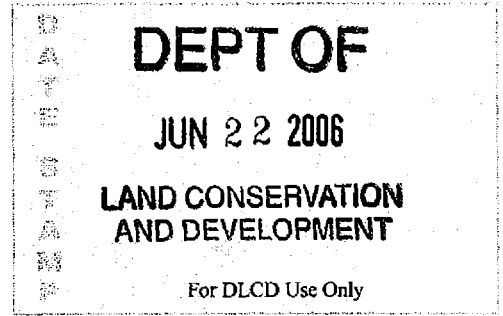 DATE STAMP
DEPT OF
JUN 22 2006
LAND CONSERVATION
AND DEVELOPMENT
For DLCD Use Only